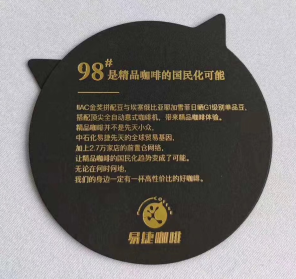 98#是精品咖啡的国民化可能
IIAC金奖拼配豆与埃塞俄比亚耶加雪菲日晒G1级别单品豆,
搭配顶尖全自动意式咖啡机,带来精品咖啡体验。
精品咖啡并不是先天小众,
中石化易捷先天的全球贸易基因,
加上2.7万家店的前置仓网络,
让精品咖啡的国民化趋势变成了可能。
无论在何时何地,
我们的身边一定有一杯高性价比的好咖啡。
易捷咖啡